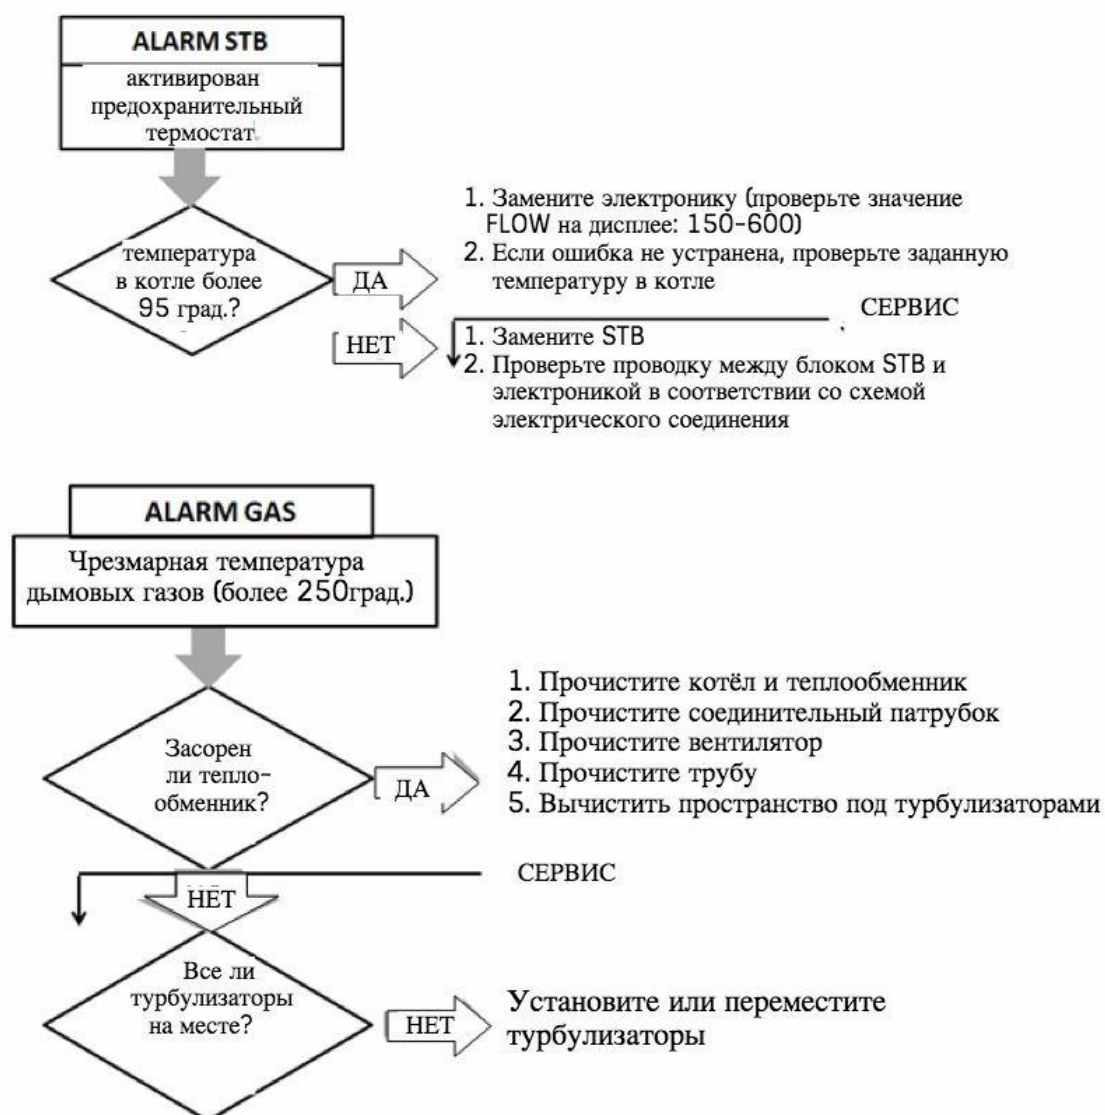 ALARM STB
активирован
предохранительный
термостат
температура
в котле более
95 град.?
ДА
1. Замените электронику (проверьте значение
FLOW на дисплее: 150-600)
2. Если ошибка не устранена, проверьте заданную
температуру в котле
СЕРВИС
НЕТ
1. Замените STB
2. Проверьте проводку между блоком STB и
электроникой в соответствии со схемой
электрического соединения
ALARM GAS
Чрезмарная температура
дымовых газов (более 250град.)
Засорен
ли тепло-
обменник?
ДА
1. Прочистите котёл и теплообменник
2. Прочистите соединительный патрубок
3. Прочистите вентилятор
4. Прочистите трубу
5. Вычистить пространство под турбулизаторами
СЕРВИС
НЕТ
Все ли
турбулизаторы
на месте?
НЕТ
Установите или переместите
турбулизаторы